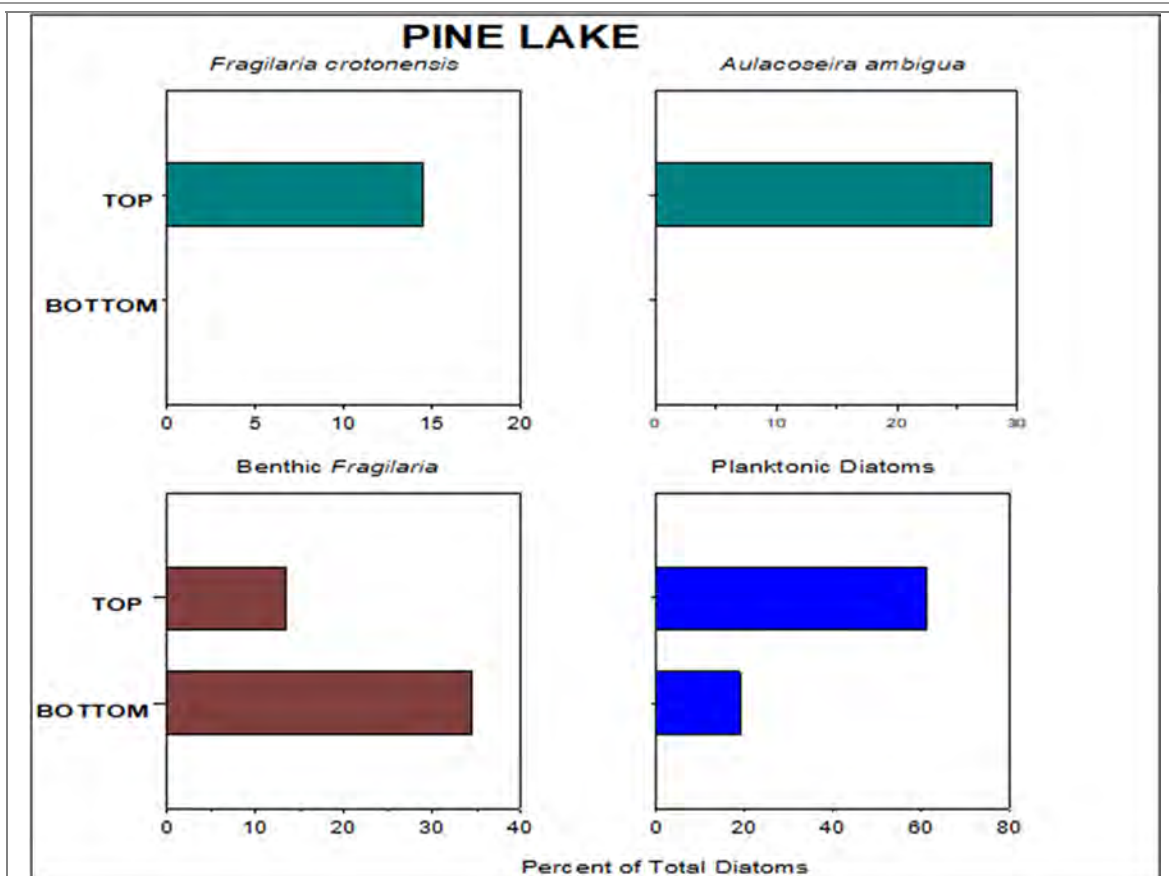 PINE LAKE
Fragilaria crotonensis
Aulacoseira ambigua
TOP
BOTTOM
0 5 10 15 20
0 10 20 30
Benthic Fragilaria
Planktonic Diatoms
TOP
BOTTOM
0 10 20 30 40
0 20 40 60 80
Percent of Total Diatoms